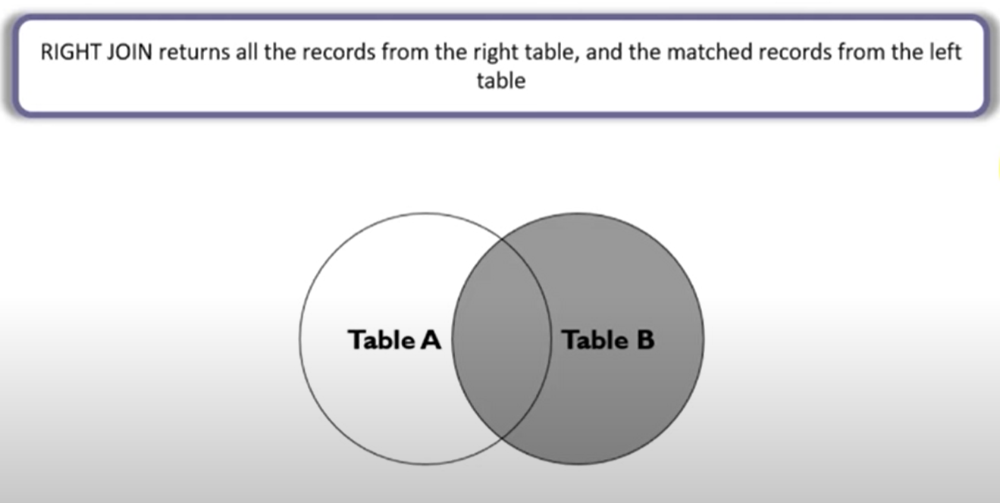 RIGHT JOIN returns all the records from the right table, and the matched records from the left
table
Table A
Table B